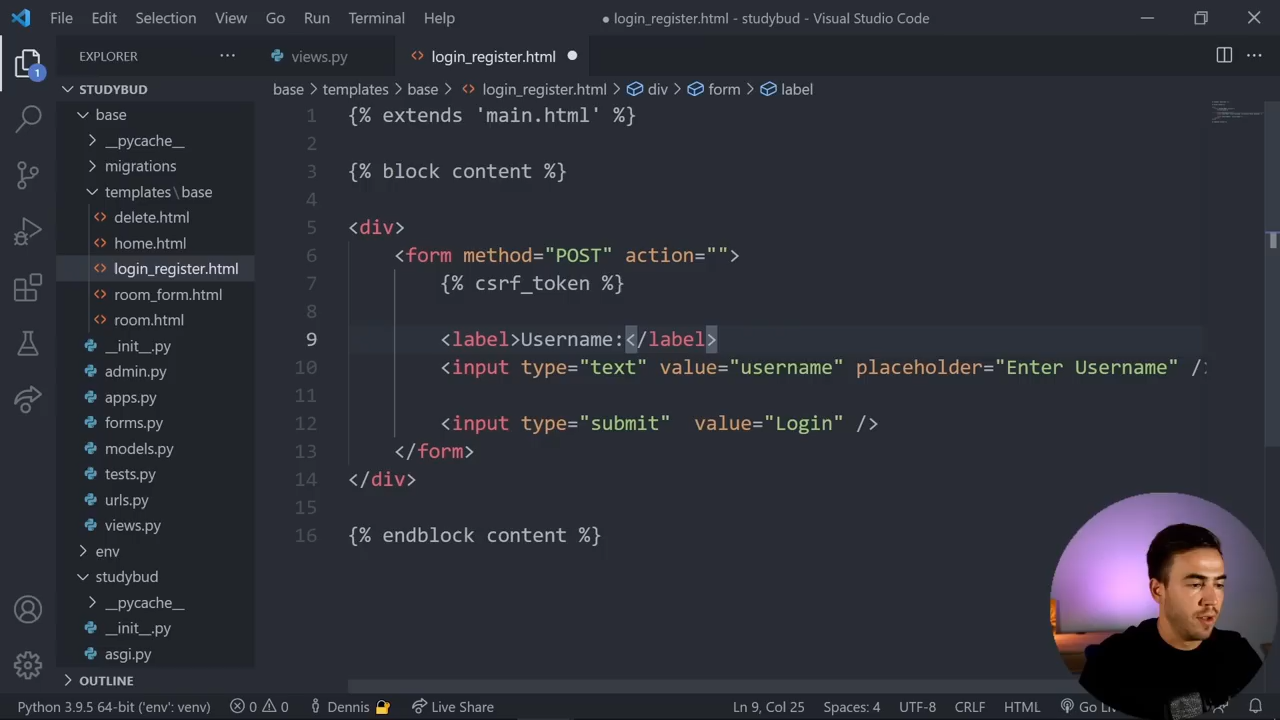 File Edit Selection View Go Run Terminal Help
● login_register.html - studybud - Visual Studio Code
EXPLORER ···
views.py
login_register.html
1
STUDYBUD
base
__pycache__
migrations
templates\base
delete.html
home.html
login_register.html
room_form.html
room.html
__init__.py
admin.py
apps.py
forms.py
models.py
tests.py
urls.py
views.py
env
studybud
__pycache__
__init__.py
asgi.py
OUTLINE
base > templates > base > login_register.html > div > form > label
1 {% extends 'main.html' %}
2
3 {% block content %}
4
5 <div>
6 <form method="POST" action="">
7 {% csrf_token %}
8
9 <label>Username:</label>
10 <input type="text" value="username" placeholder="Enter Username" /
11
12 <input type="submit"  value="Login" />
13 </form>
14 </div>
15
16 {% endblock content %}
Python 3.9.5 64-bit ('env': venv) 0 0 Dennis Live Share Ln 9, Col 25 Spaces: 4 UTF-8 CRLF HTML Go Li